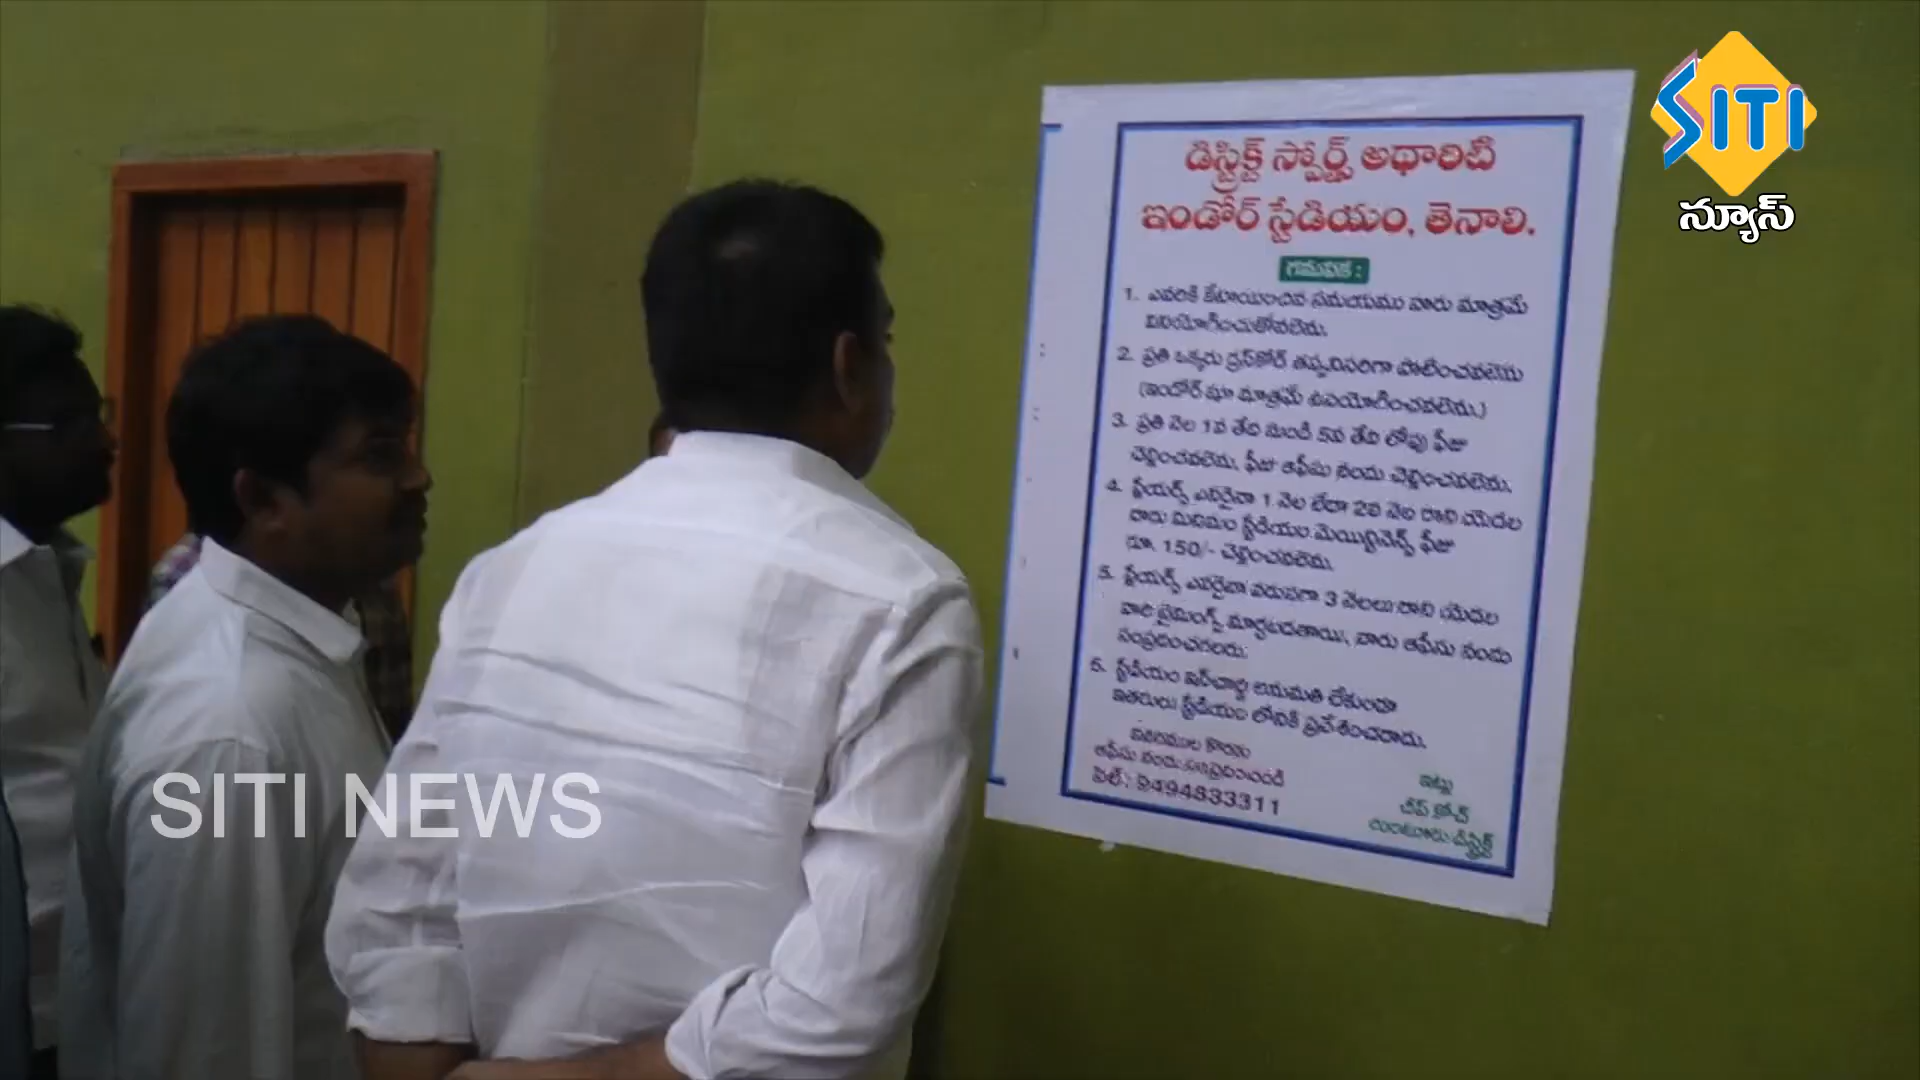 SITI
న్యూస్
డిస్ట్రిక్ట్ స్పోర్ట్స్ అథారిటీ
ఇండోర్ స్టేడియం, తెనాలి.
గమనిక :
1. ఎవరికి కేటాయించిన సమయము వారు మాత్రమే
వినియోగించుకోవలెను.
2. ప్రతి ఒక్కరు డ్రస్‌కోడ్ తప్పనిసరిగా పాటించవలెను
(ఇండోర్ షూ మాత్రమే ఉపయోగించవలెను.)
3. ప్రతి నెల 1వ తేది నుండి 5వ తేది లోపు ఫీజు
చెల్లించవలెను. ఫీజు ఆఫీసు నందు చెల్లించవలెను.
4. ప్లేయర్స్ ఎవరైనా 1 నెల లేదా 2వ నెల రాని యెడల
వారు మినిమం స్టేడియం మెయింటినెన్స్ ఫీజు
రూ. 150/- చెల్లించవలెను.
5. ప్లేయర్స్ ఎవరైనా వరుసగా 3 నెలలు రాని యెడల
వారి టైమింగ్స్ మార్చబడతాయి, వారు ఆఫీసు నందు
సంప్రదించగలరు.
6. స్టేడియం ఇన్‌చార్జి అనుమతి లేకుండా
ఇతరులు స్టేడియం లోనికి ప్రవేశించరాదు.
వివరముల కొరకు
ఆఫీసు నందు సంప్రదించండి
సెల్: 9494833311
ఇట్లు
చీఫ్ కోచ్
గుంటూరు డిస్ట్రిక్ట్
SITI NEWS